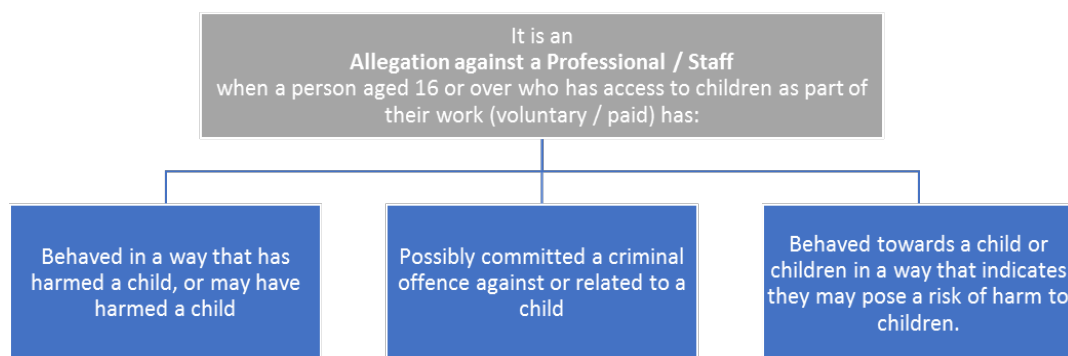 It is an
Allegation against a Professional / Staff
when a person aged 16 or over who has access to children as part of
their work (voluntary / paid) has:
Behaved in a way that has
harmed a child, or may have
harmed a child
Possibly committed a criminal
offence against or related to a
child
Behaved towards a child or
children in a way that indicates
they may pose a risk of harm to
children.